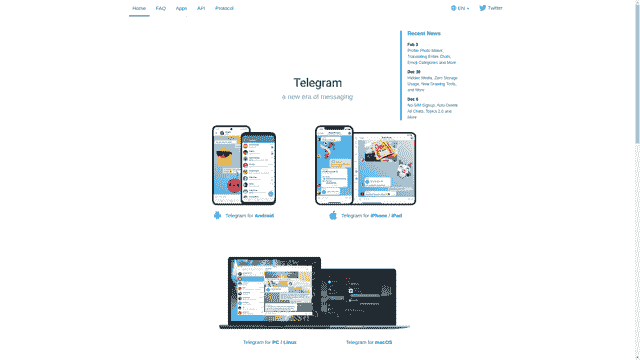 Home FAQ Apps API Protocol EN Twitter
Recent News
Feb 3
Profile Photo Maker,
Translating Entire Chats,
Emoji Categories and More
Dec 30
Hidden Media, Zero Storage
Usage, New Drawing Tools,
and More
Dec 6
No-SIM Signup, Auto-Delete
All Chats, Topics 2.0 and
More
Telegram
a new era of messaging
Telegram for Android
Telegram for iPhone / iPad
Telegram for PC / Linux
Telegram for macOS